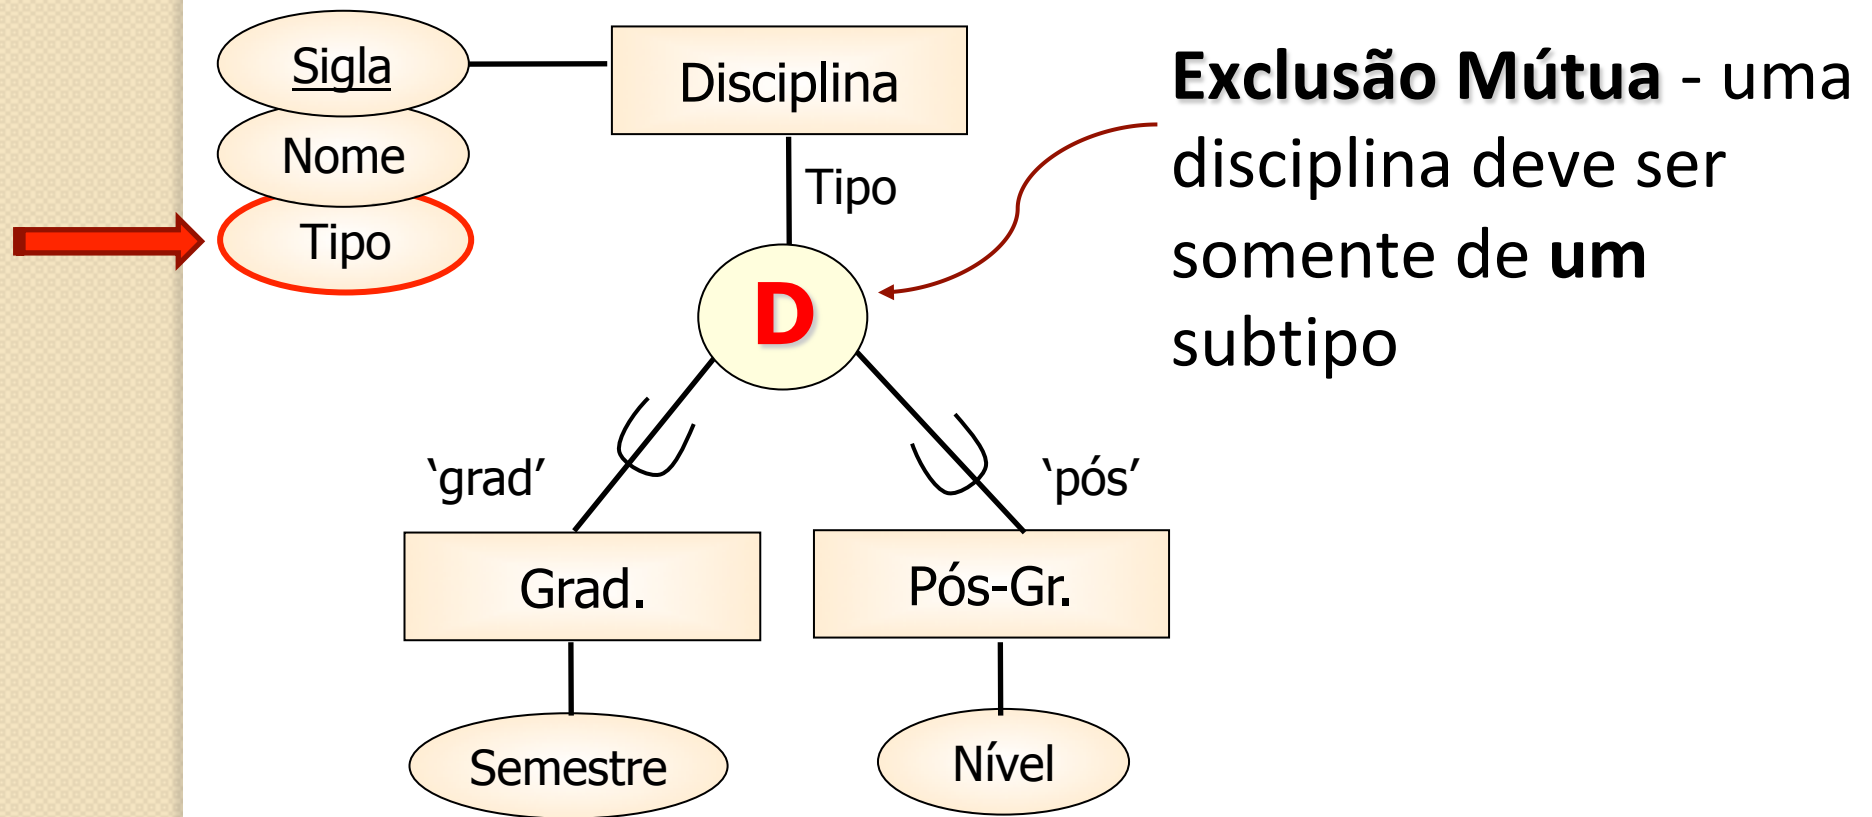 Sigla
Nome
Tipo
Disciplina
Tipo
D
Exclusão Mútua - uma
disciplina deve ser
somente de um
subtipo
‘grad’
‘pós’
Grad.
Pós-Gr.
Semestre
Nível